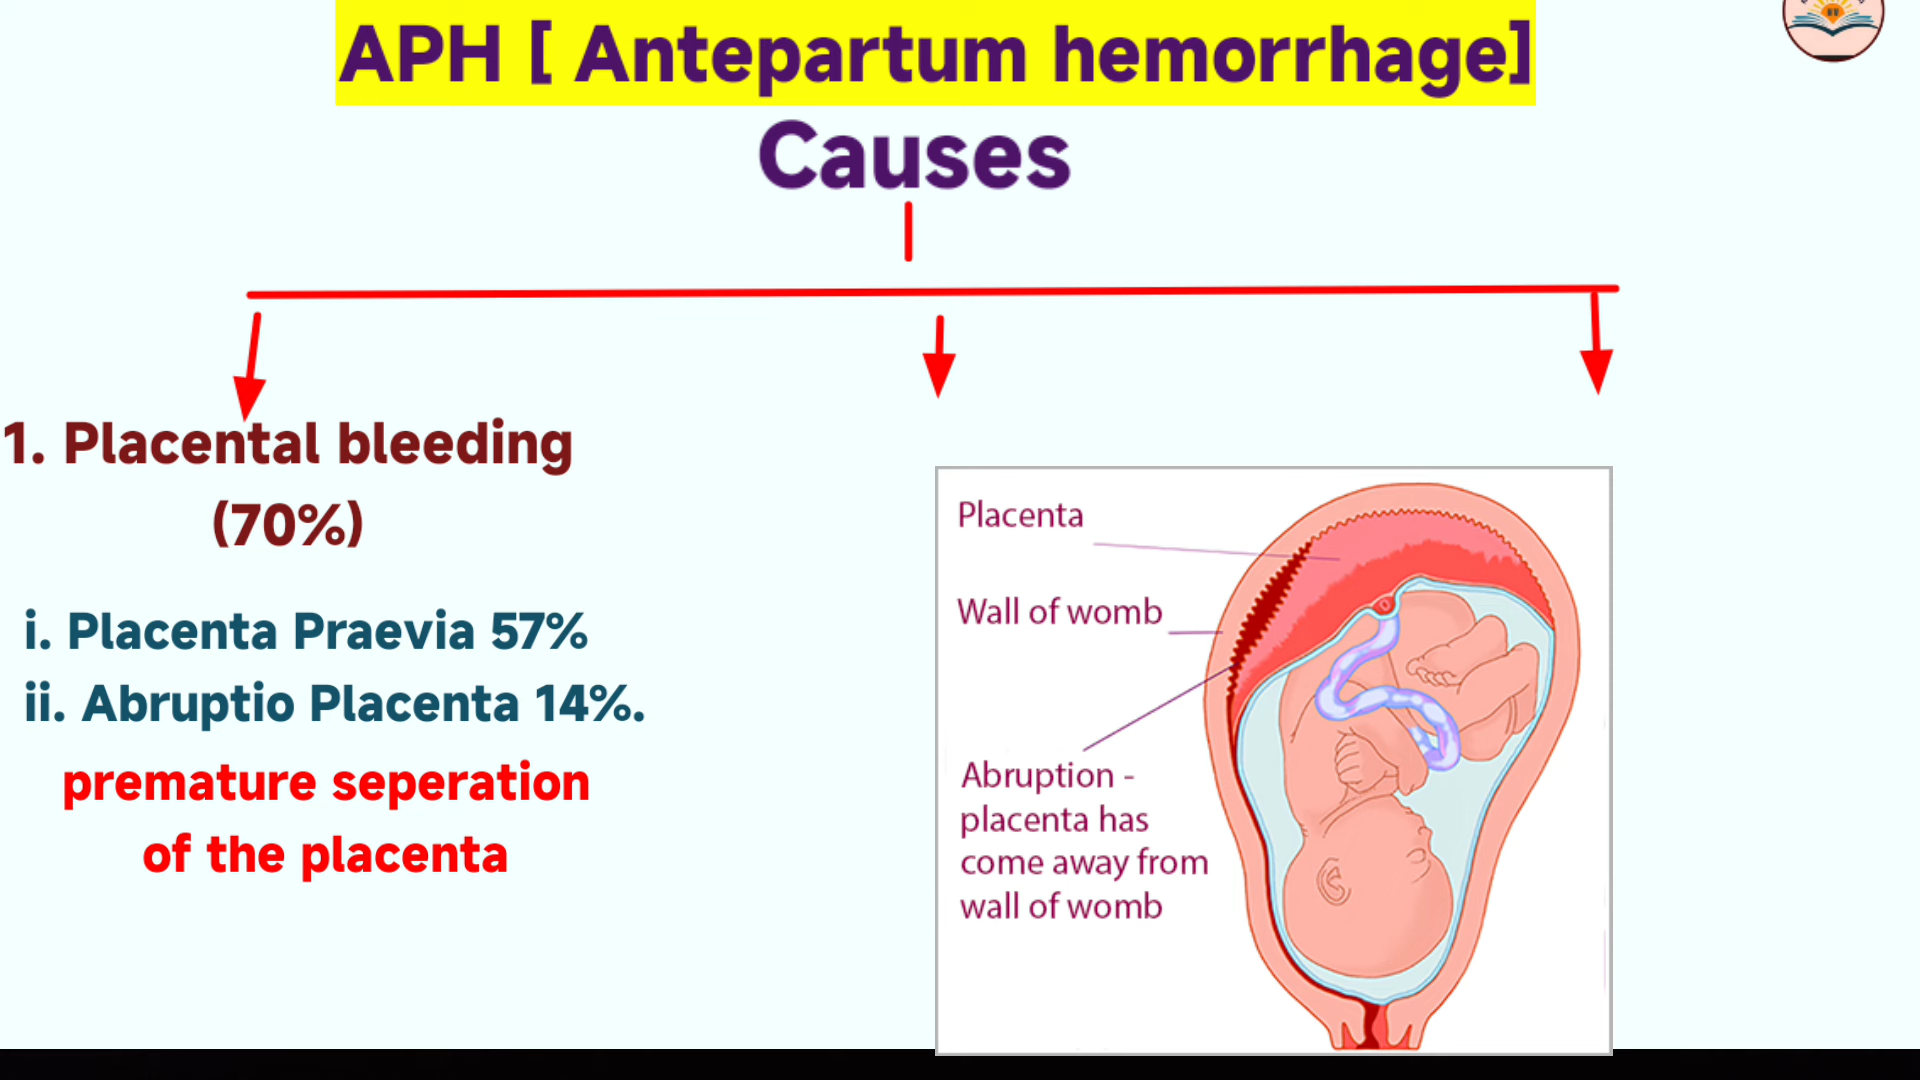 APH [ Antepartum hemorrhage]
Causes
1. Placental bleeding
(70%)
i. Placenta Praevia 57%
ii. Abruptio Placenta 14%.
premature seperation
of the placenta
Placenta
Wall of womb
Abruption -
placenta has
come away from
wall of womb